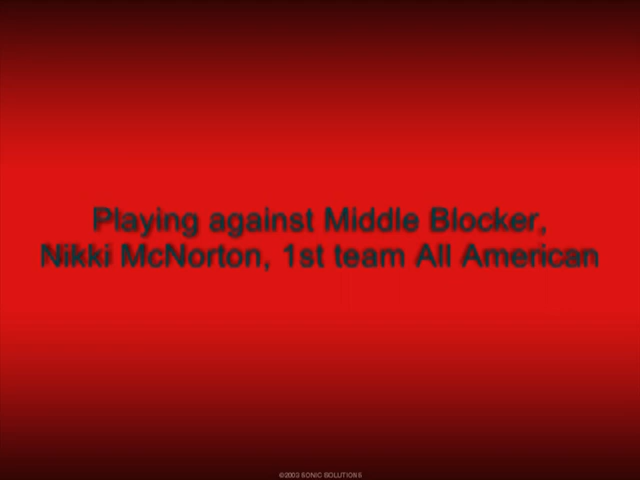 Playing against Middle Blocker,
Nikki McNorton, 1st team All American
©2003 SONIC SOLUTIONS